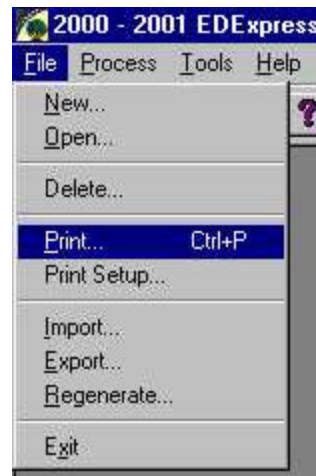 2000 - 2001 EDExpress
File Process Tools Help
New...
Open...
Delete...
Print... Ctrl+P
Print Setup...
Import...
Export...
Regenerate...
Exit